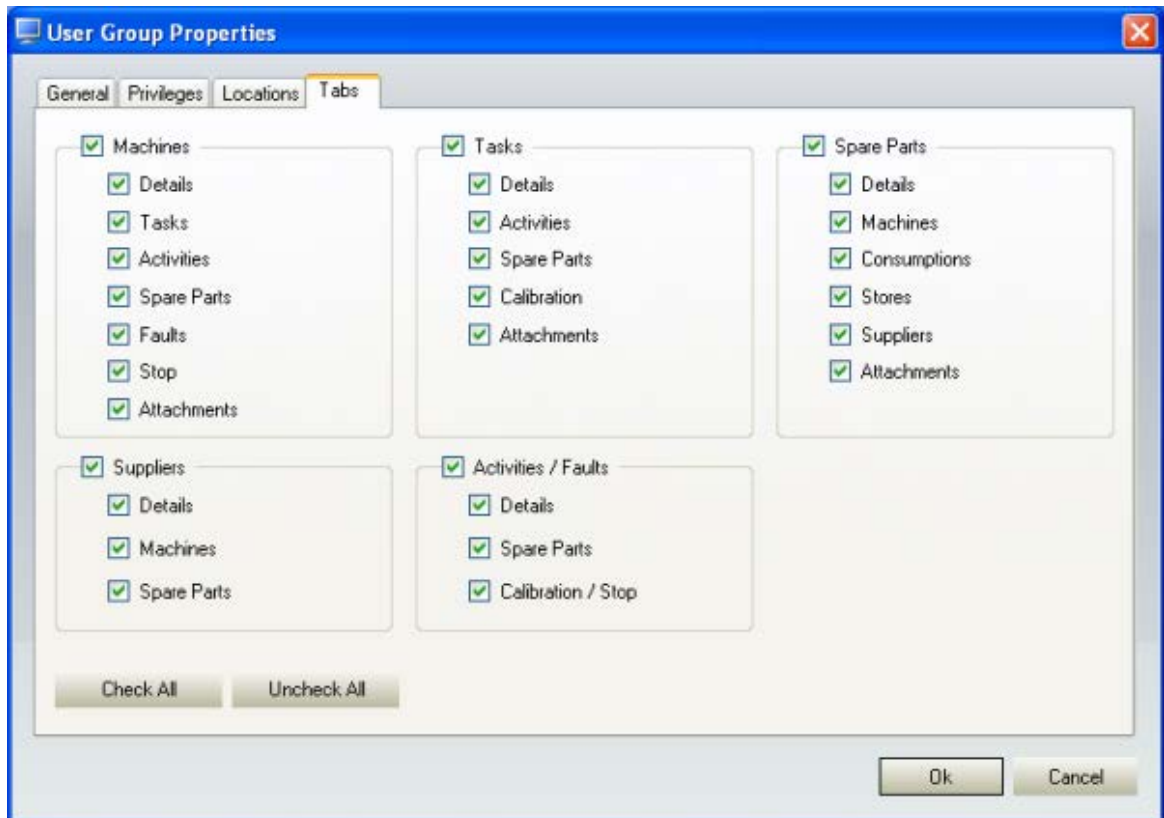 User Group Properties
General Privileges Locations Tabs
Machines
Details
Tasks
Activities
Spare Parts
Faults
Stop
Attachments
Tasks
Details
Activities
Spare Parts
Calibration
Attachments
Spare Parts
Details
Machines
Consumptions
Stores
Suppliers
Attachments
Suppliers
Details
Machines
Spare Parts
Activities / Faults
Details
Spare Parts
Calibration / Stop
Check All Uncheck All
Ok Cancel